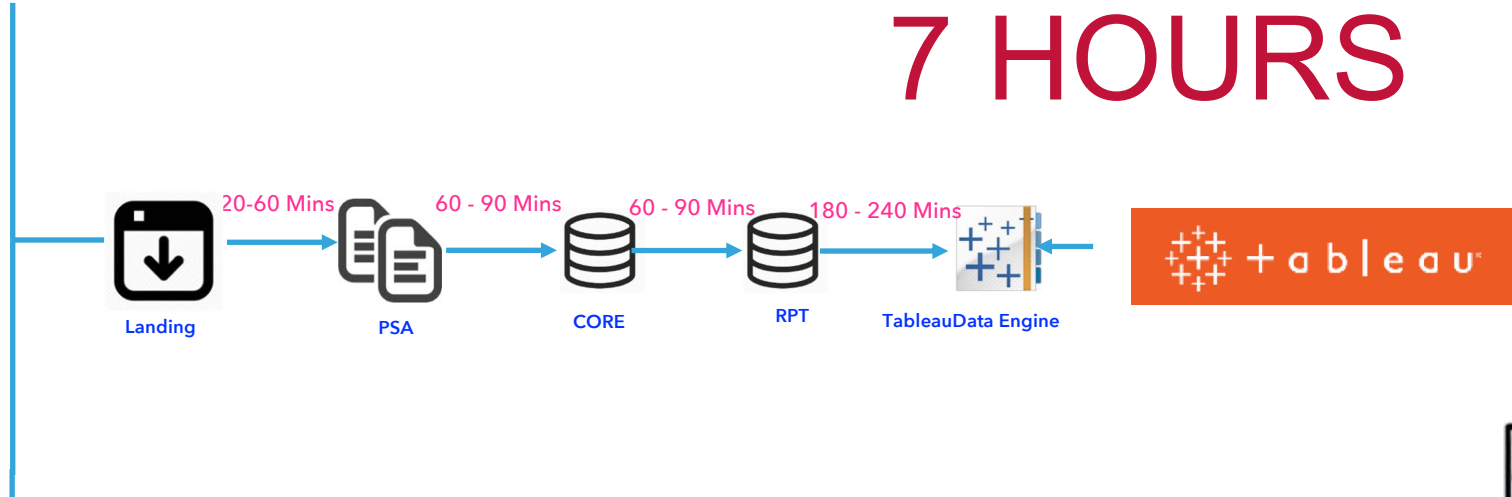 7 HOURS
20-60 Mins
60 - 90 Mins
60 - 90 Mins
180 - 240 Mins
+ a b | e a u
Landing
PSA
CORE
RPT
TableauData Engine